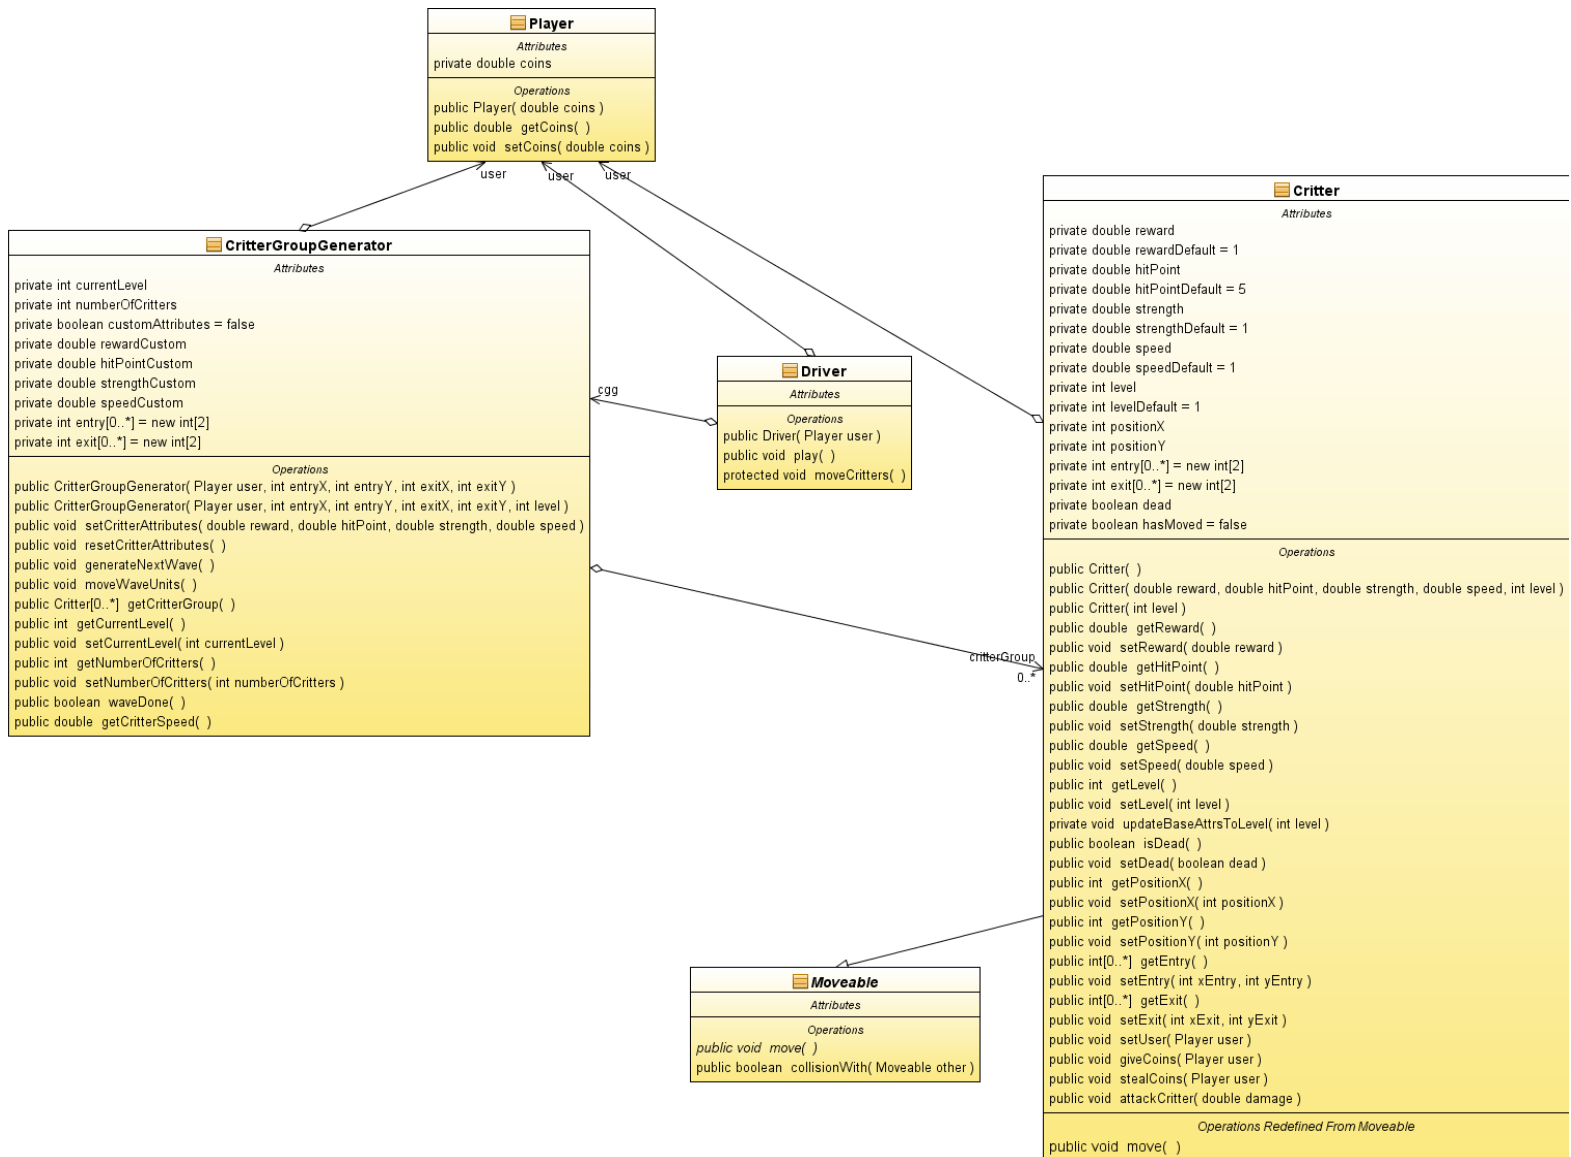 Player
Attributes
private double coins
Operations
public Player( double coins )
public double  getCoins(  )
public void  setCoins( double coins )
user
user
user
CritterGroupGenerator
Attributes
private int currentLevel
private int numberOfCritters
private boolean customAttributes = false
private double rewardCustom
private double hitPointCustom
private double strengthCustom
private double speedCustom
private int entry[0..*] = new int[2]
private int exit[0..*] = new int[2]
Operations
public CritterGroupGenerator( Player user, int entryX, int entryY, int exitX, int exitY )
public CritterGroupGenerator( Player user, int entryX, int entryY, int exitX, int exitY, int level )
public void  setCritterAttributes( double reward, double hitPoint, double strength, double speed )
public void  resetCritterAttributes(  )
public void  generateNextWave(  )
public void  moveWaveUnits(  )
public Critter[0..*]  getCritterGroup(  )
public int  getCurrentLevel(  )
public void  setCurrentLevel( int currentLevel )
public int  getNumberOfCritters(  )
public void  setNumberOfCritters( int numberOfCritters )
public boolean  waveDone(  )
public double  getCritterSpeed(  )
cgg
Driver
Attributes
Operations
public Driver( Player user )
public void  play(  )
protected void  moveCritters(  )
critterGroup
0..*
Critter
Attributes
private double reward
private double rewardDefault = 1
private double hitPoint
private double hitPointDefault = 5
private double strength
private double strengthDefault = 1
private double speed
private double speedDefault = 1
private int level
private int levelDefault = 1
private int positionX
private int positionY
private int entry[0..*] = new int[2]
private int exit[0..*] = new int[2]
private boolean dead
private boolean hasMoved = false
Operations
public Critter(  )
public Critter( double reward, double hitPoint, double strength, double speed, int level )
public Critter( int level )
public double  getReward(  )
public void  setReward( double reward )
public double  getHitPoint(  )
public void  setHitPoint( double hitPoint )
public double  getStrength(  )
public void  setStrength( double strength )
public double  getSpeed(  )
public void  setSpeed( double speed )
public int  getLevel(  )
public void  setLevel( int level )
private void  updateBaseAttrsToLevel( int level )
public boolean  isDead(  )
public void  setDead( boolean dead )
public int  getPositionX(  )
public void  setPositionX( int positionX )
public int  getPositionY(  )
public void  setPositionY( int positionY )
public int[0..*]  getEntry(  )
public void  setEntry( int xEntry, int yEntry )
public int[0..*]  getExit(  )
public void  setExit( int xExit, int yExit )
public void  setUser( Player user )
public void  giveCoins( Player user )
public void  stealCoins( Player user )
public void  attackCritter( double damage )
Operations Redefined From Moveable
public void  move(  )
Moveable
Attributes
Operations
public void  move(  )
public boolean  collisionWith( Moveable other )